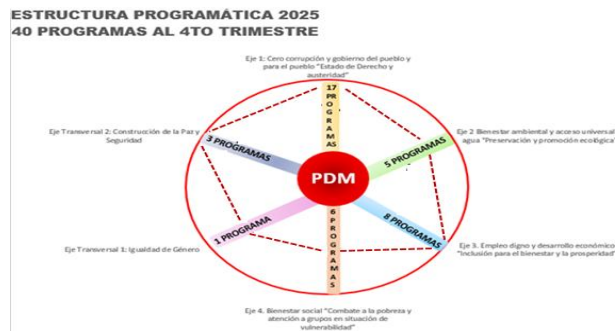 ESTRUCTURA PROGRAMÁTICA 2025
40 PROGRAMAS AL 4TO TRIMESTRE
Eje 1: Cero corrupción y gobierno del pueblo y
para el pueblo "Estado de Derecho y
austeridad"
17 PROGRAMAS
Eje Transversal 2: Construcción de la Paz y
Seguridad
3 PROGRAMAS
Eje 2 Bienestar ambiental y acceso universal
agua "Preservación y promoción ecológica"
5 PROGRAMAS
PDM
1 PROGRAMA
6 PROGRAMAS
8 PROGRAMAS
Eje Transversal 1: Igualdad de Género
Eje 3. Empleo digno y desarrollo económico
"Inclusión para el bienestar y la prosperidad"
Eje 4. Bienestar social "Combate a la pobreza y
atención a grupos en situación de
vulnerabilidad"